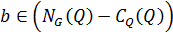 b ∈ (N_G(Q) − C_Q(Q))